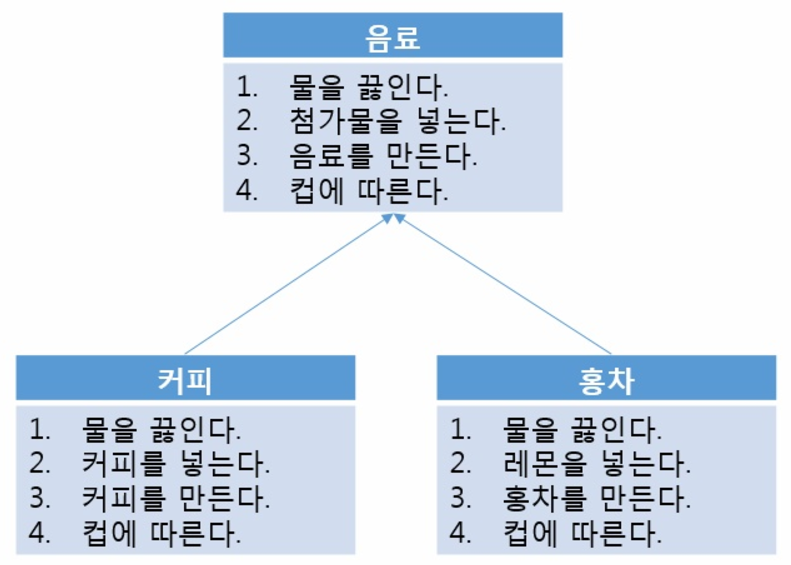 음료
1. 물을 끓인다.
2. 첨가물을 넣는다.
3. 음료를 만든다.
4. 컵에 따른다.
커피
1. 물을 끓인다.
2. 커피를 넣는다.
3. 커피를 만든다.
4. 컵에 따른다.
홍차
1. 물을 끓인다.
2. 레몬을 넣는다.
3. 홍차를 만든다.
4. 컵에 따른다.